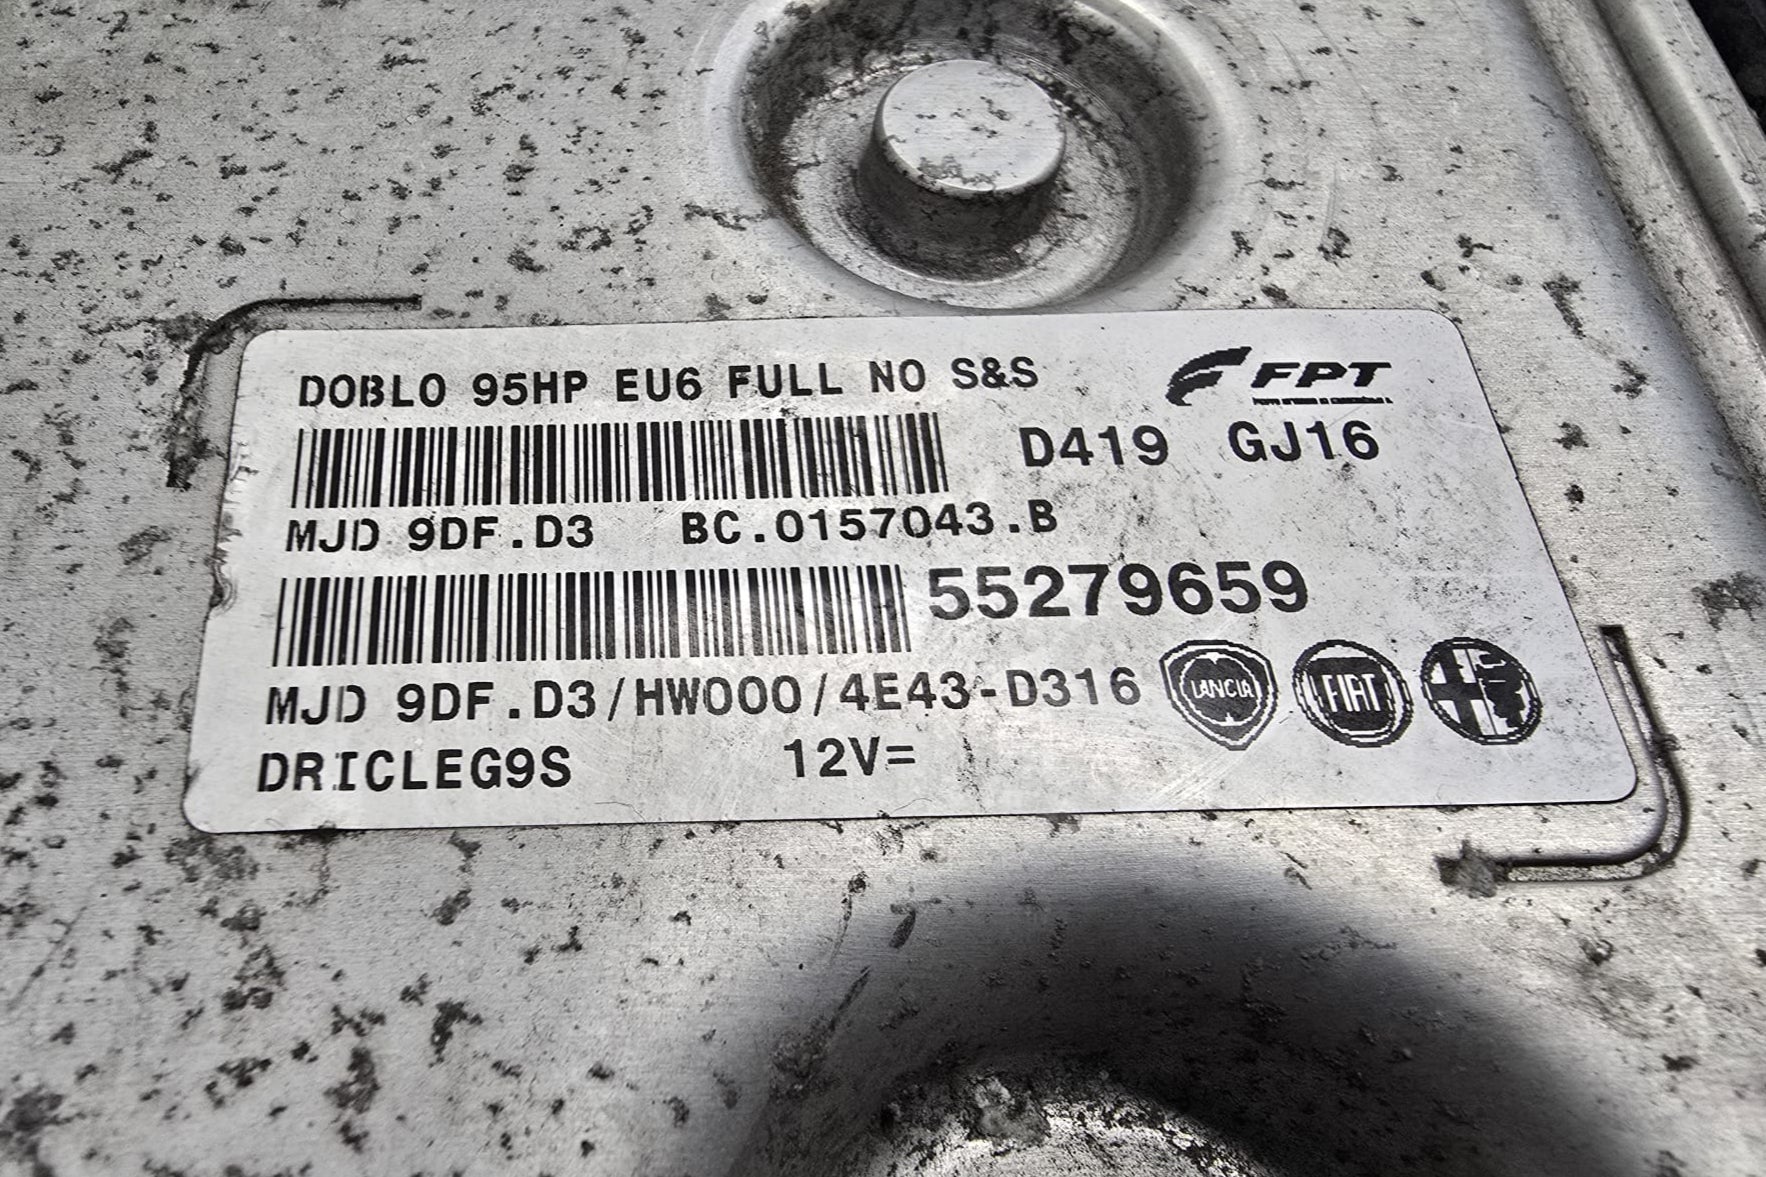 DOBLO 95HP EU6 FULL NO S&S
FPT
D419 GJ16
MJD 9DF.D3 BC.0157043.B
55279659
MJD 9DF.D3/HW000/4E43-D316
LANCIA
FIAT
DRICLEG9S 12V=